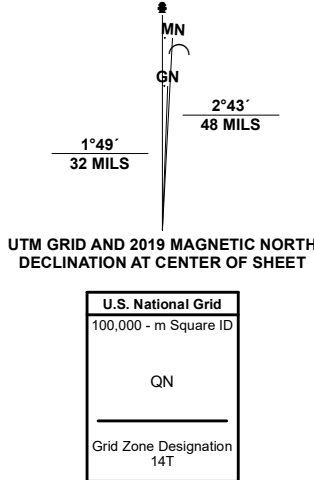 MN
GN
2°43´
48 MILS
1°49´
32 MILS
UTM GRID AND 2019 MAGNETIC NORTH
DECLINATION AT CENTER OF SHEET
U.S. National Grid
100,000 - m Square ID
QN
Grid Zone Designation
14T